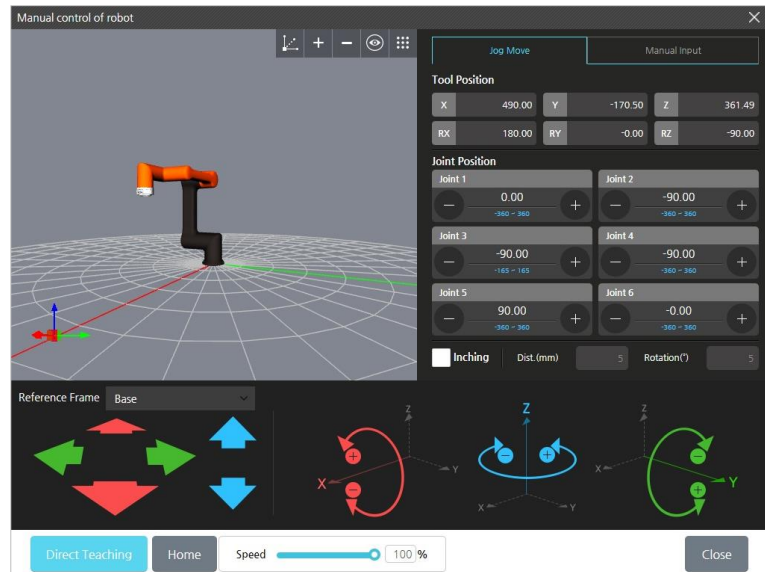 Manual control of robot
Jog Move Manual Input
Tool Position
X 490.00 Y -170.50 Z 361.49
RX 180.00 RY -0.00 RZ -90.00
Joint Position
Joint 1 Joint 2
0.00 -90.00
-360 ~ 360 -360 ~ 360
Joint 3 Joint 4
-90.00 -90.00
-165 ~ 165 -360 ~ 360
Joint 5 Joint 6
90.00 -0.00
-360 ~ 360 -360 ~ 360
Inching Dist.(mm) 5 Rotation(°) 5
Reference Frame Base
Z Z Z
X Y X Y X Y
Direct Teaching Home Speed 100 % Close